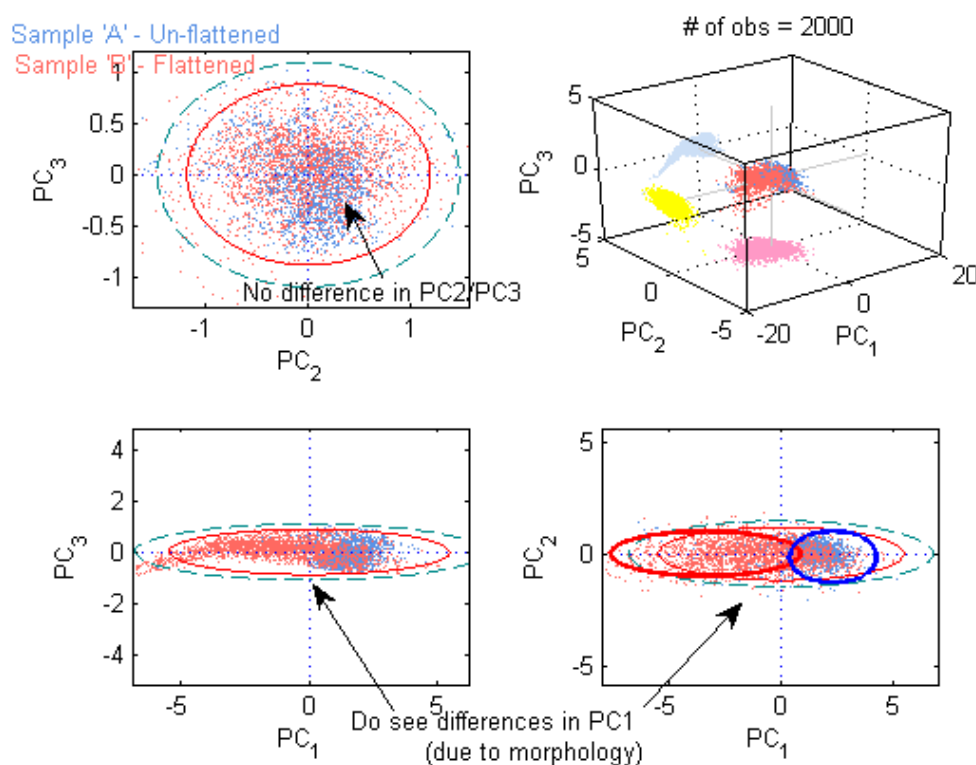 Sample 'A' - Un-flattened
Sample 'B' - Flattened
1
0.5
0
-0.5
-1
PC3
-1
0
1
PC2
No difference in PC2/PC3
# of obs = 2000
5
0
-5
PC3
5
0
-5
PC2
-20
0
20
PC1
4
2
0
-2
-4
PC3
-5
0
5
PC1
5
0
-5
PC2
-5
0
5
PC1
Do see differences in PC1
(due to morphology)